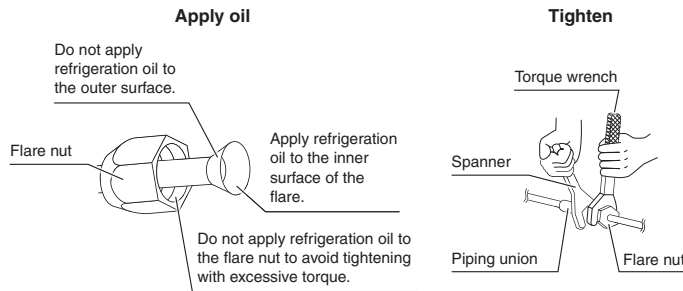 Apply oil
Do not apply
refrigeration oil to
the outer surface.
Flare nut
Apply refrigeration
oil to the inner
surface of the
flare.
Do not apply refrigeration oil to
the flare nut to avoid tightening
with excessive torque.
Tighten
Torque wrench
Spanner
Piping union
Flare nut